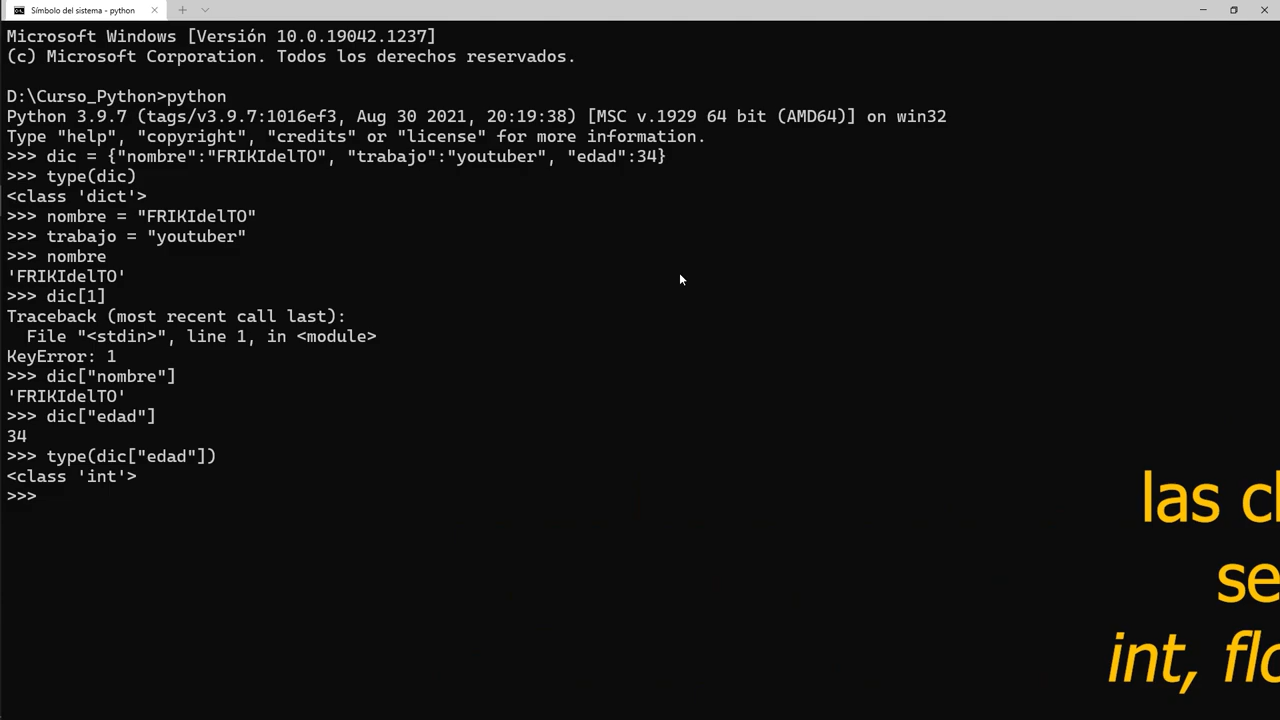 Símbolo del sistema - python
Microsoft Windows [Versión 10.0.19042.1237]
(c) Microsoft Corporation. Todos los derechos reservados.
D:\Curso_Python>python
Python 3.9.7 (tags/v3.9.7:1016ef3, Aug 30 2021, 20:19:38) [MSC v.1929 64 bit (AMD64)] on win32
Type "help", "copyright", "credits" or "license" for more information.
>>> dic = {"nombre":"FRIKIdelTO", "trabajo":"youtuber", "edad":34}
>>> type(dic)
<class 'dict'>
>>> nombre = "FRIKIdelTO"
>>> trabajo = "youtuber"
>>> nombre
'FRIKIdelTO'
>>> dic[1]
Traceback (most recent call last):
  File "<stdin>", line 1, in <module>
KeyError: 1
>>> dic["nombre"]
'FRIKIdelTO'
>>> dic["edad"]
34
>>> type(dic["edad"])
<class 'int'>
>>>
las
int,